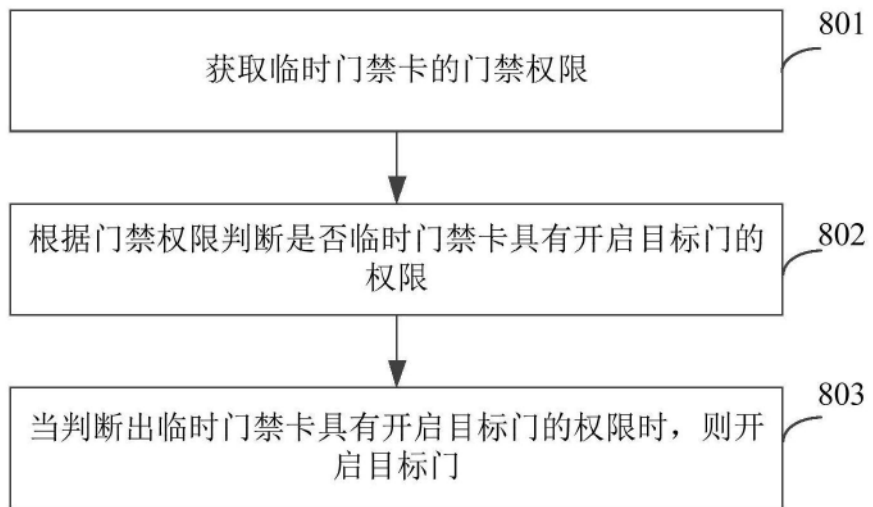 801
获取临时门禁卡的门禁权限
802
根据门禁权限判断是否临时门禁卡具有开启目标门的
权限
803
当判断出临时门禁卡具有开启目标门的权限时，则开
启目标门